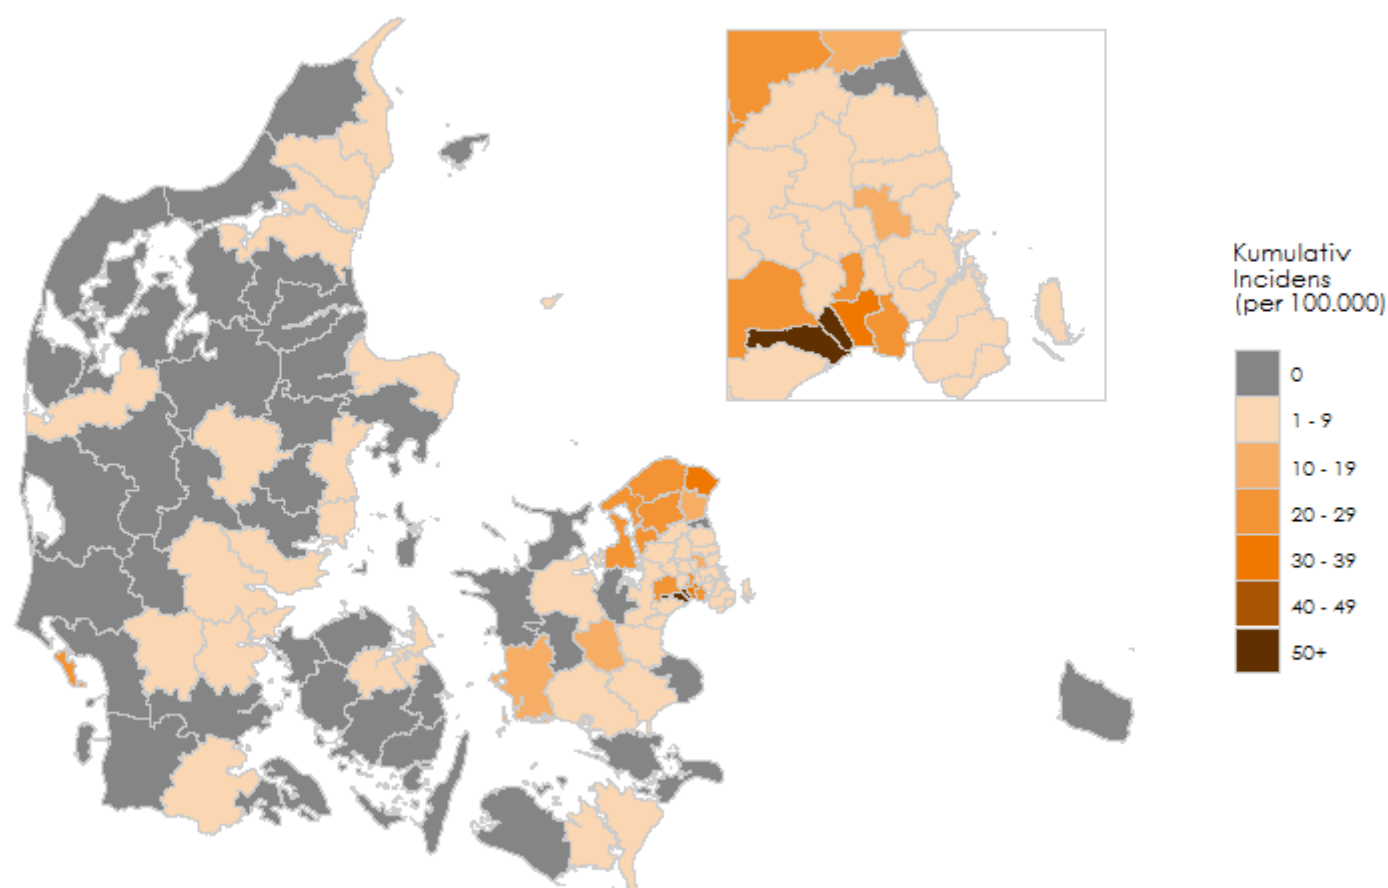 Kumulativ
Incidens
(per 100.000)
0
1 - 9
10 - 19
20 - 29
30 - 39
40 - 49
50+